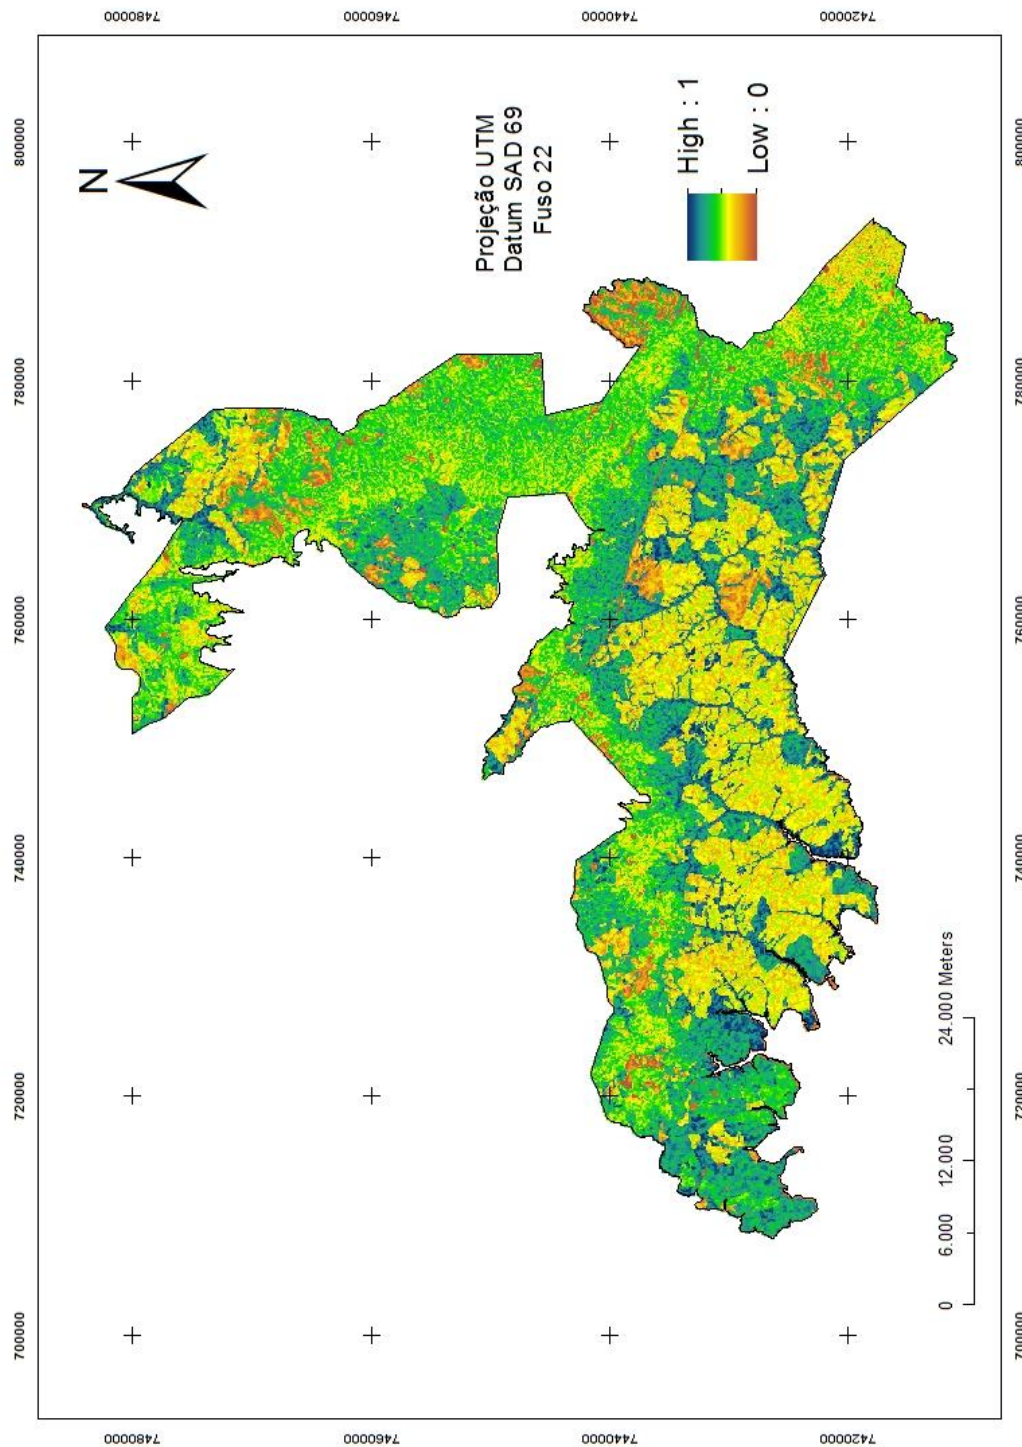 700000 720000 740000 760000 780000 800000
N
7480000 7480000
7460000 7460000
Projeção UTM
Datum SAD 69
Fuso 22
7440000 7440000
High : 1
Low : 0
7420000 7420000
0 6.000 12.000 24.000 Meters
700000 720000 740000 760000 780000 800000